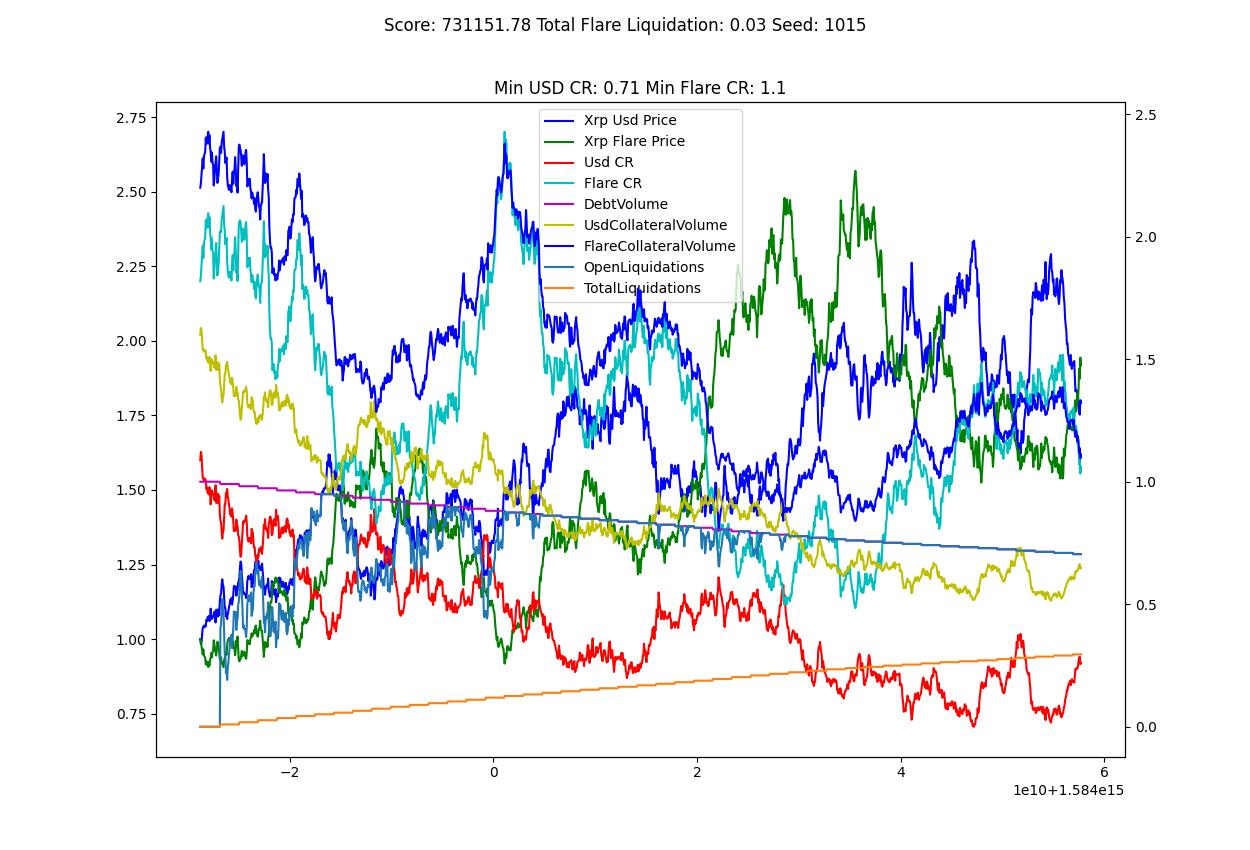 Score: 731151.78 Total Flare Liquidation: 0.03 Seed: 1015
Min USD CR: 0.71 Min Flare CR: 1.1
2.75
2.50
2.25
2.00
1.75
1.50
1.25
1.00
0.75
Xrp Usd Price
Xrp Flare Price
Usd CR
Flare CR
DebtVolume
UsdCollateralVolume
FlareCollateralVolume
OpenLiquidations
TotalLiquidations
2.5
2.0
1.5
1.0
0.5
0.0
−2 0 2 4 6
1e10+1.584e15